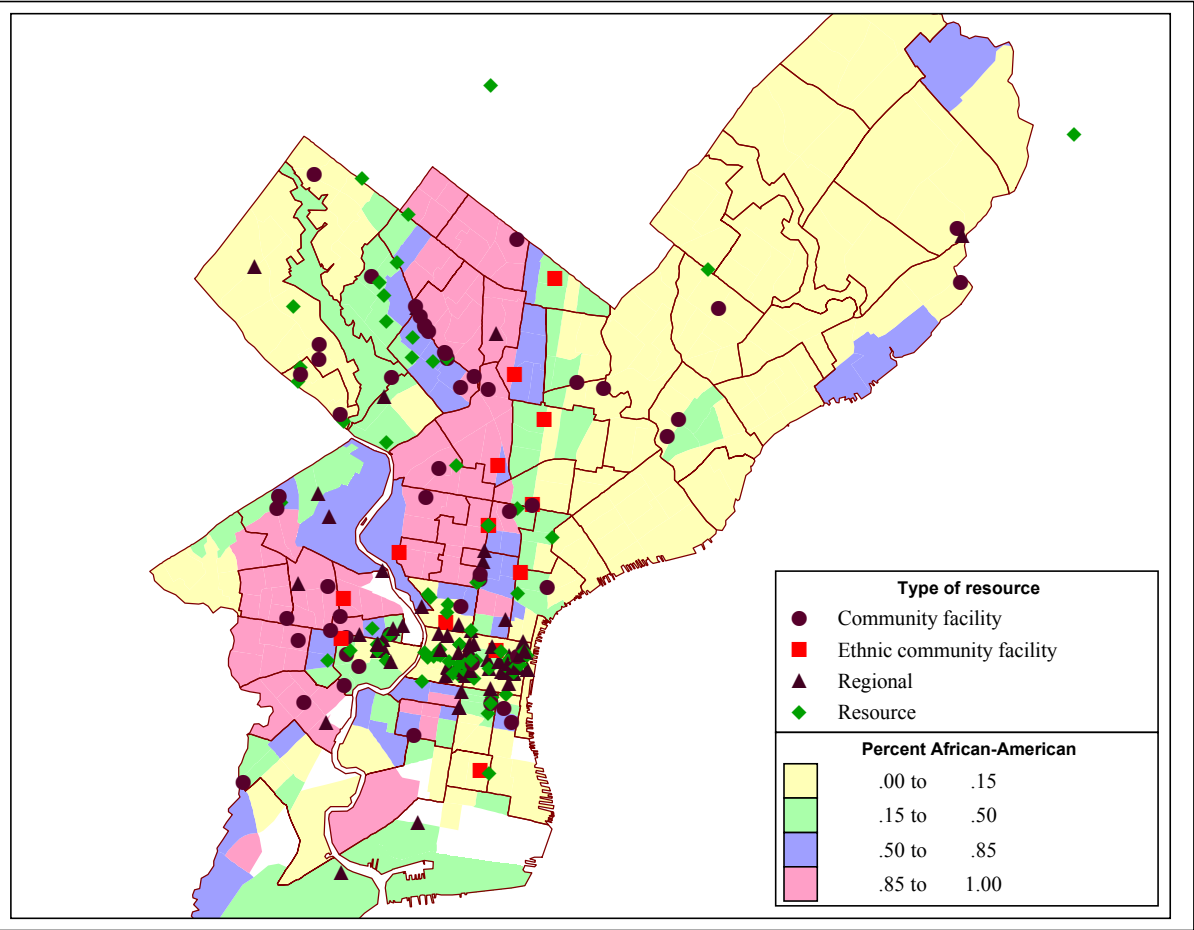 Type of resource
Community facility
Ethnic community facility
Regional
Resource
Percent African-American
.00 to .15
.15 to .50
.50 to .85
.85 to 1.00